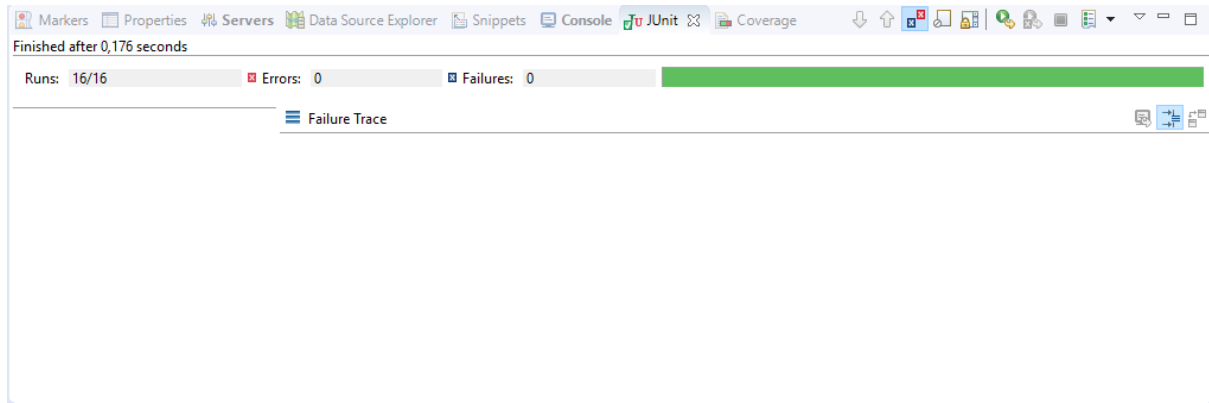 Markers Properties Servers Data Source Explorer Snippets Console JUnit Coverage
Finished after 0,176 seconds
Runs: 16/16 Errors: 0 Failures: 0
Failure Trace